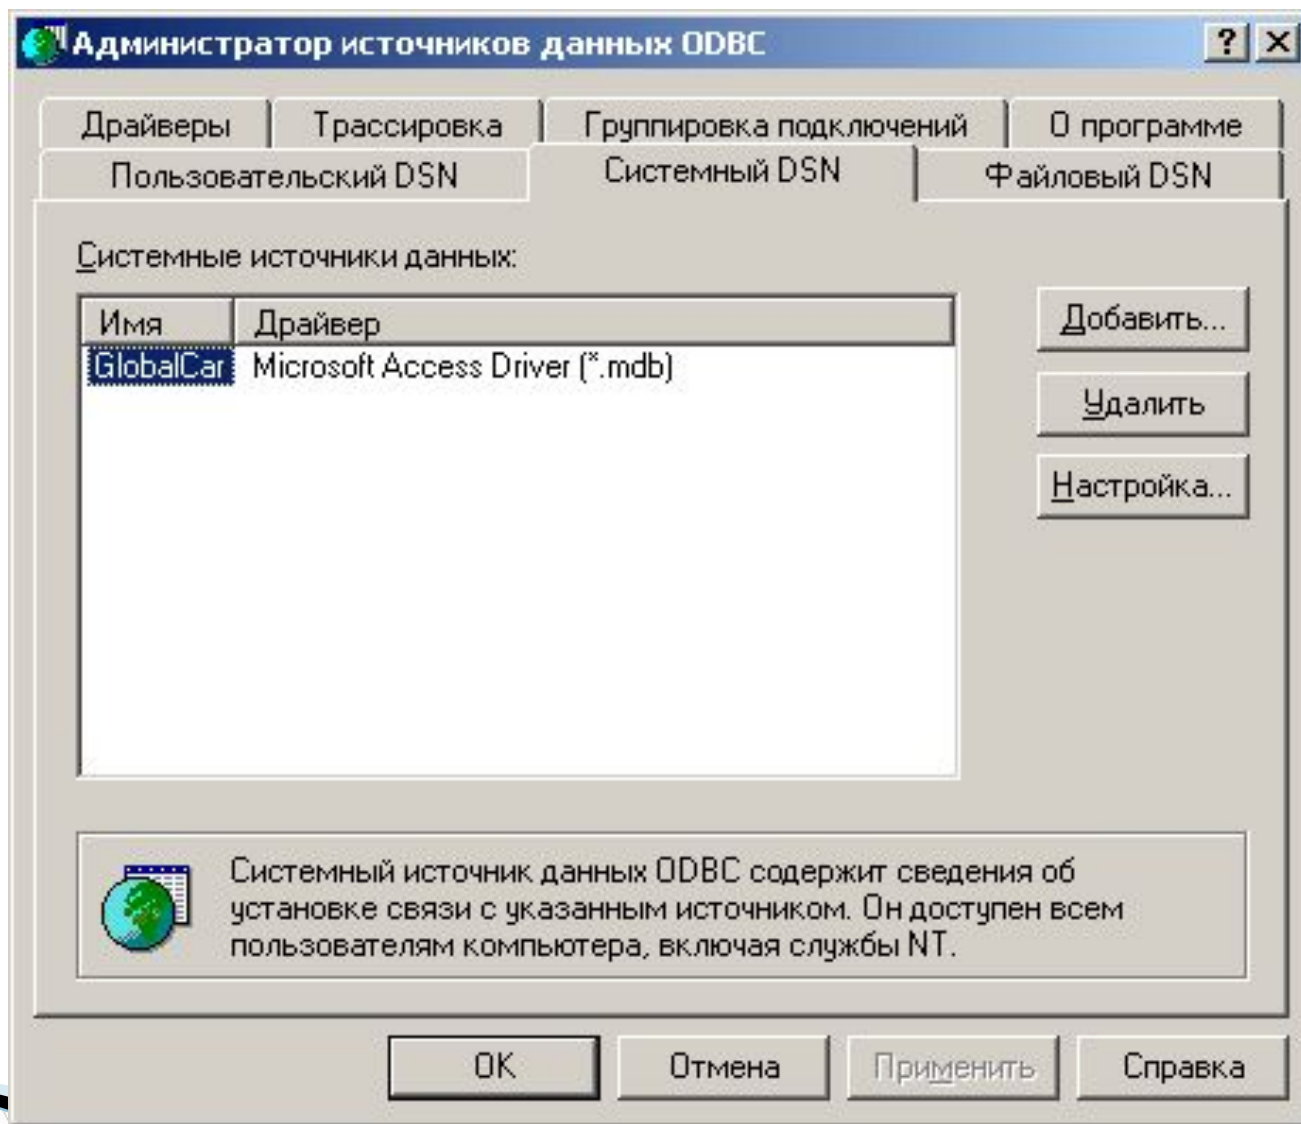 Администратор источников данных ODBC
Драйверы Трассировка Группировка подключений О программе
Пользовательский DSN Системный DSN Файловый DSN
Системные источники данных:
Имя Драйвер
GlobalCar Microsoft Access Driver (*.mdb)
Добавить...
Удалить
Настройка...
Системный источник данных ODBC содержит сведения об
установке связи с указанным источником. Он доступен всем
пользователям компьютера, включая службы NT.
OK Отмена Применить Справка